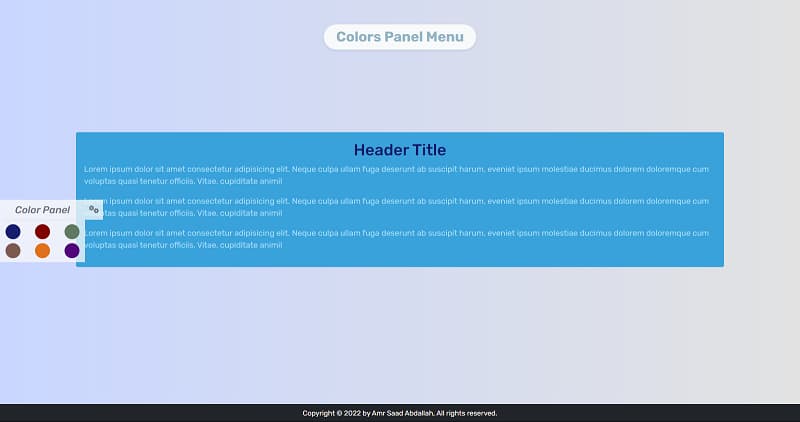 Colors Panel Menu
Header Title
Lorem ipsum dolor sit amet consectetur adipisicing elit. Neque culpa ullam fuga deserunt ab suscipit harum, eveniet ipsum molestiae ducimus dolorem doloremque cum
voluptas quasi tenetur officiis. Vitae, cupiditate animi!
ipsum dolor sit amet consectetur adipisicing elit. Neque culpa ullam fuga deserunt ab suscipit harum, eveniet ipsum molestiae ducimus dolorem doloremque cum
quasi tenetur officiis. Vitae, cupiditate animi!
Color Panel
Lorem ipsum dolor sit amet consectetur adipisicing elit. Neque culpa ullam fuga deserunt ab suscipit harum, eveniet ipsum molestiae ducimus dolorem doloremque cum
voluptas quasi tenetur officiis. Vitae, cupiditate animi!
Copyright © 2022 by Amr Saad Abdallah. All rights reserved.